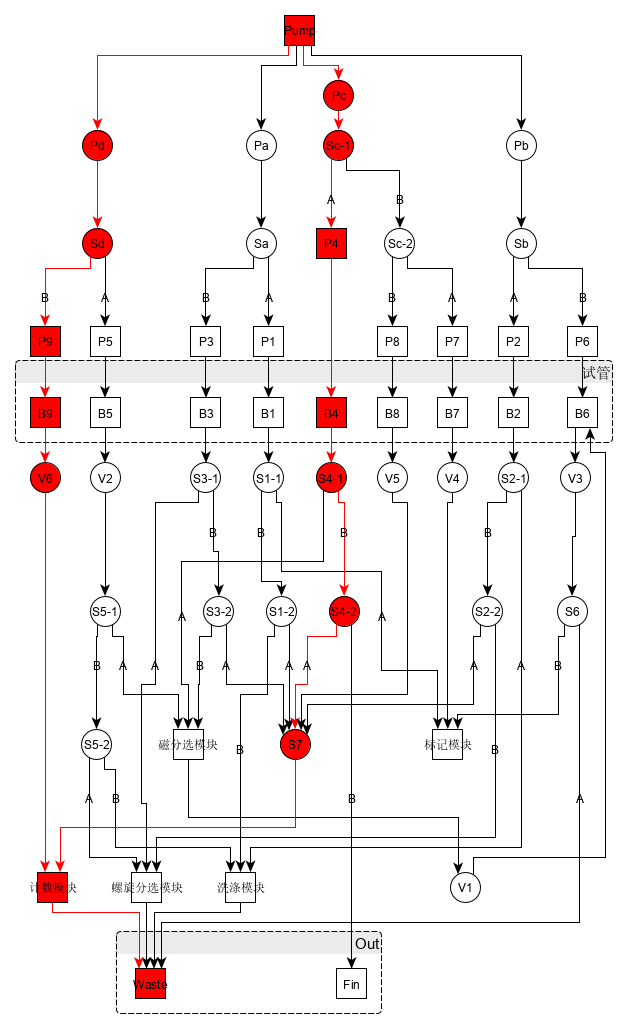 Pump
Pc
Pd
Pa
Sc-1
Pb
A
B
Sd
Sa
P4
Sc-2
Sb
B
A
B
A
B
A
A
B
P9
P5
P3
P1
P8
P7
P2
P6
试管
B9
B5
B3
B1
B4
B8
B7
B2
B6
V6
V2
S3-1
S1-1
S4-1
V5
V4
S2-1
V3
B
B
B
B
S5-1
S3-2
S1-2
S4-2
S2-2
S6
A
A
B
A
A
B
A
A
A
A
A
B
S5-2
磁分选模块
S7
标记模块
B
B
A
B
B
A
计数模块
螺旋分选模块
洗涤模块
V1
Out
Waste
Fin